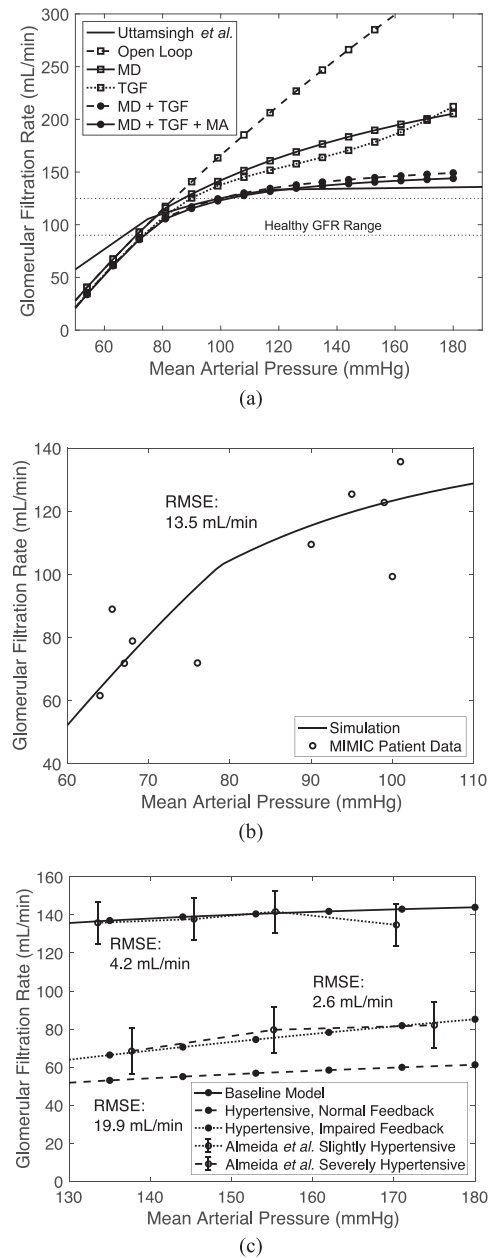 300
250
200
150
100
50
0
Glomerular Filtration Rate (mL/min)
Uttamsingh et al.
Open Loop
MD
TGF
MD + TGF
MD + TGF + MA
Healthy GFR Range
60 80 100 120 140 160 180
Mean Arterial Pressure (mmHg)
(a)
140
120
100
80
60
40
Glomerular Filtration Rate (mL/min)
RMSE:
13.5 mL/min
Simulation
MIMIC Patient Data
60 70 80 90 100 110
Mean Arterial Pressure (mmHg)
(b)
160
140
120
100
80
60
40
20
0
Glomerular Filtration Rate (mL/min)
RMSE:
4.2 mL/min
RMSE:
2.6 mL/min
RMSE:
19.9 mL/min
Baseline Model
Hypertensive, Normal Feedback
Hypertensive, Impaired Feedback
Almeida et al. Slightly Hypertensive
Almeida et al. Severely Hypertensive
130 140 150 160 170 180
Mean Arterial Pressure (mmHg)
(c)